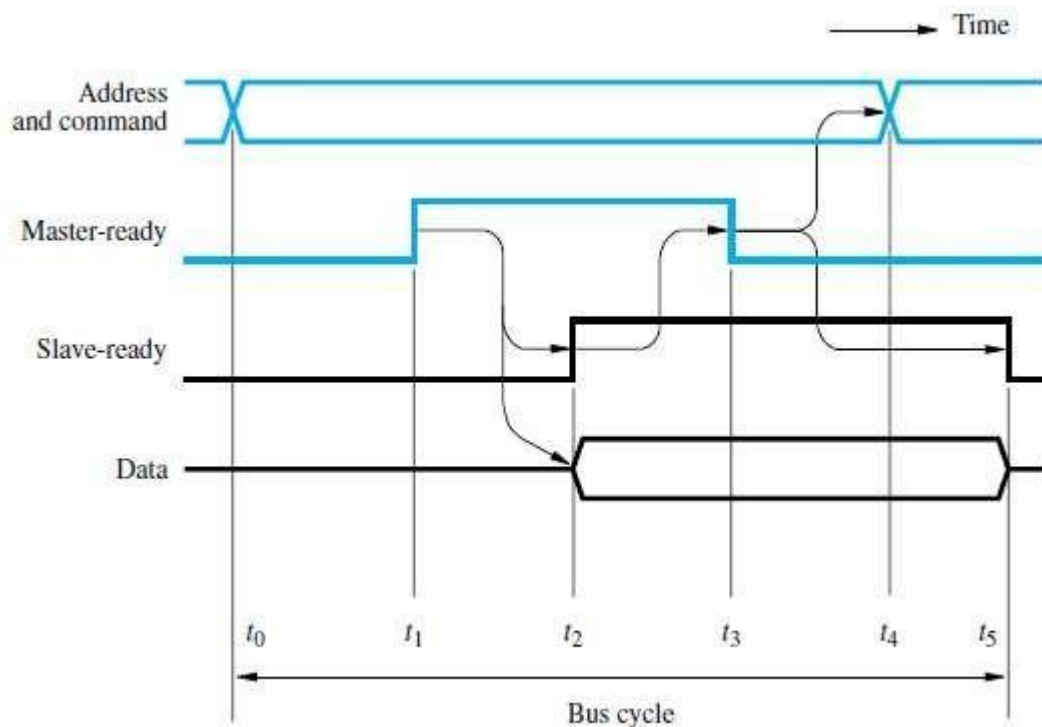 Time
Address
and command
Master-ready
Slave-ready
Data
t0 t1 t2 t3 t4 t5
Bus cycle